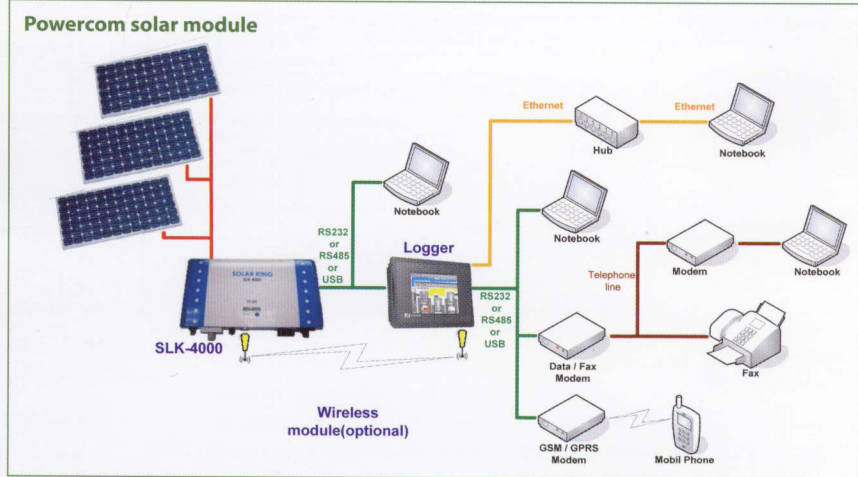 Powercom solar module
Ethernet
Ethernet
Hub
Notebook
Notebook
RS232
or
RS485
or
USB
Logger
Notebook
SOLAR KING
SLK-4000
Telephone
line
Modem
Notebook
RS232
or
RS485
or
USB
SLK-4000
Data / Fax
Modem
Fax
Wireless
module(optional)
GSM / GPRS
Modem
Mobil Phone